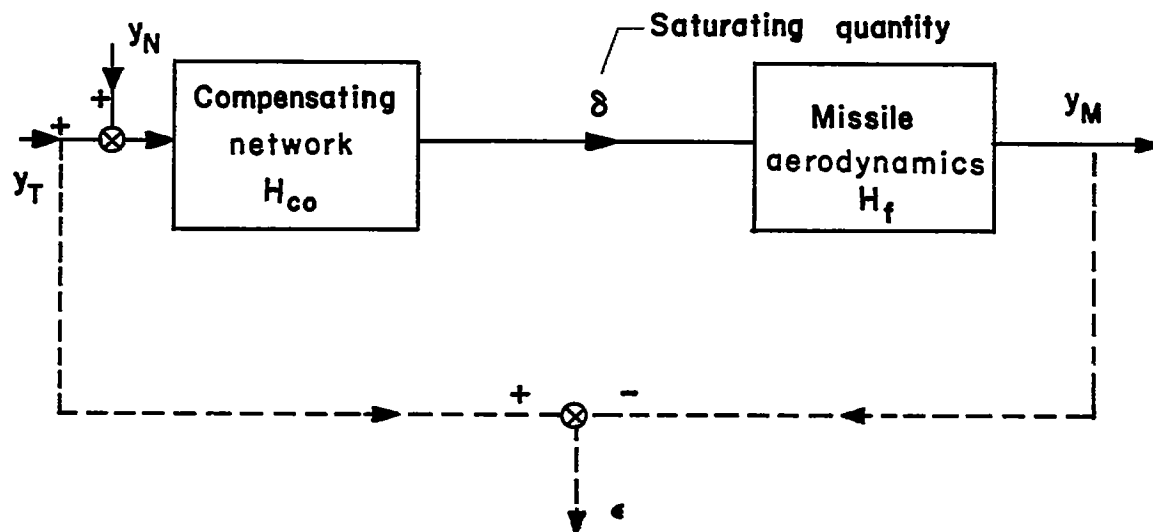 y_N
Saturating quantity
+
+
Compensating
network
H_co
δ
Missile
aerodynamics
H_f
y_M
y_T
+
-
ϵ